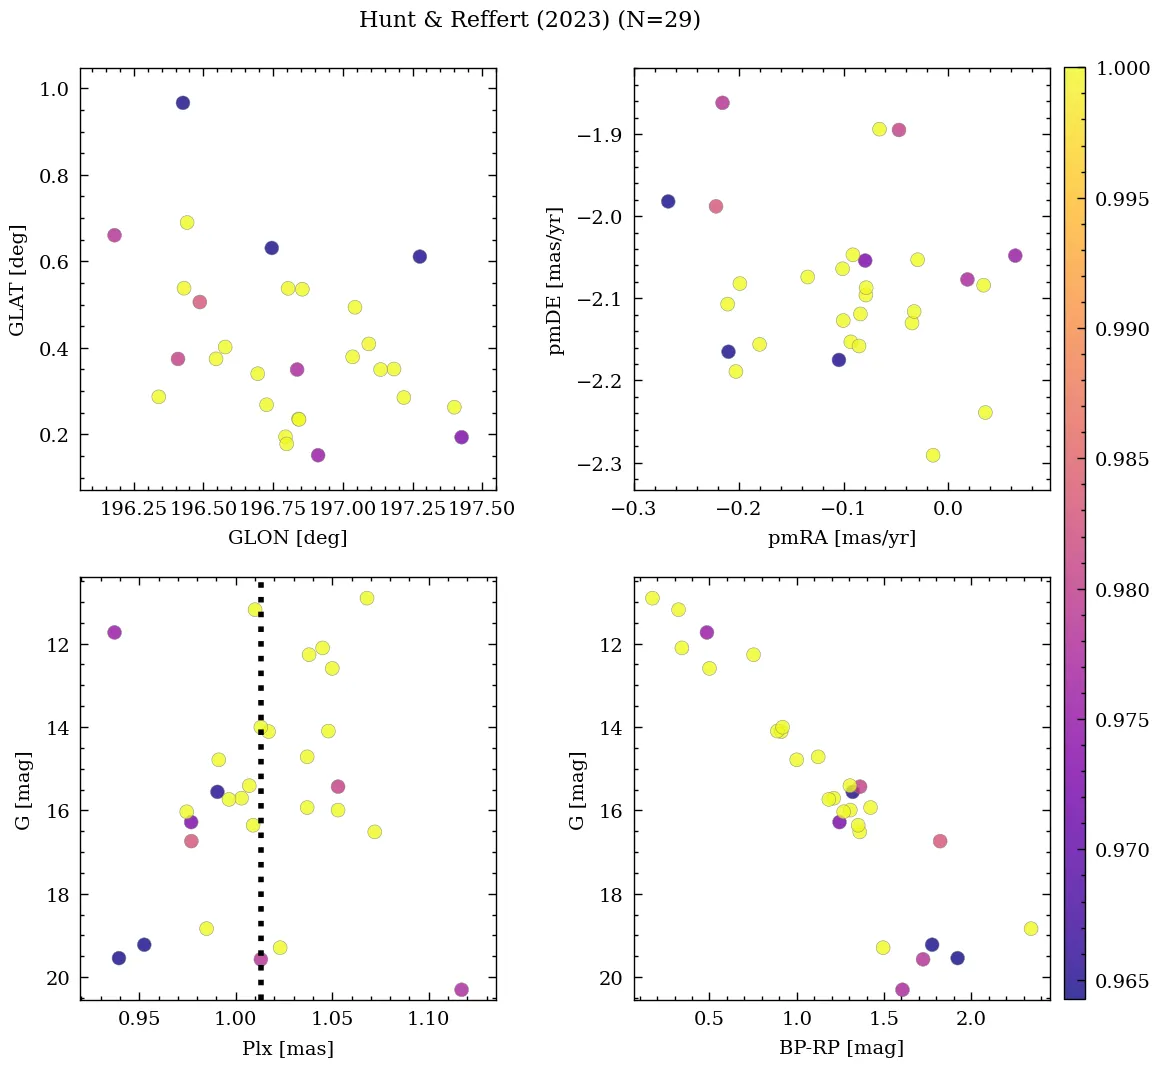 Hunt & Reffert (2023) (N=29)
1.0
0.8
0.6
0.4
0.2
GLAT [deg]
196.25 196.50 196.75 197.00 197.25 197.50
GLON [deg]
−1.9
−2.0
−2.1
−2.2
−2.3
pmDE [mas/yr]
−0.3 −0.2 −0.1 0.0
pmRA [mas/yr]
12
14
16
18
20
G [mag]
0.95 1.00 1.05 1.10
Plx [mas]
12
14
16
18
20
G [mag]
0.5 1.0 1.5 2.0
BP-RP [mag]
1.000
0.995
0.990
0.985
0.980
0.975
0.970
0.965